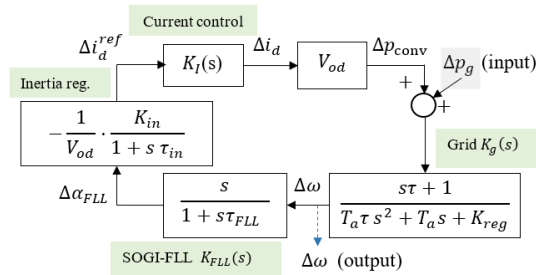 Current control
Δi_d^ref
K_I(s)
Δi_d
V_od
Δp_conv
Δp_g (input)
+
+
Inertia reg.
− 1/V_od · K_in/(1 + s τ_in)
Grid K_g(s)
Δα_FLL
s/(1 + sτ_FLL)
Δω
(sτ + 1)/(T_a τ s² + T_a s + K_reg)
SOGI-FLL K_FLL(s)
Δω (output)